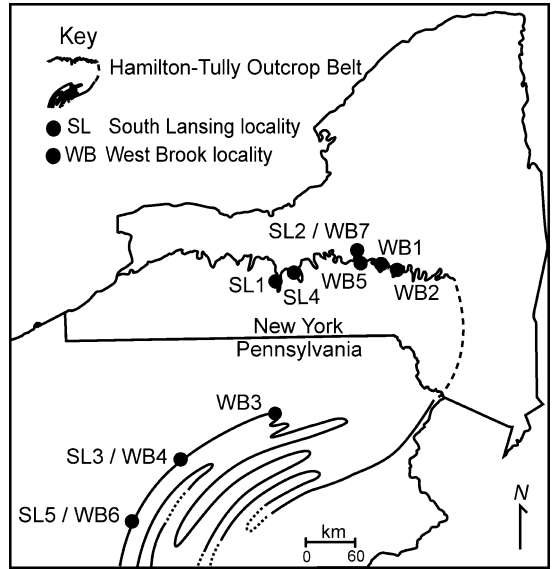 Key
Hamilton-Tully Outcrop Belt
SL South Lansing locality
WB West Brook locality
SL2 / WB7
WB1
SL1
SL4
WB5
WB2
New York
Pennsylvania
WB3
SL3 / WB4
SL5 / WB6
N
km
0 60